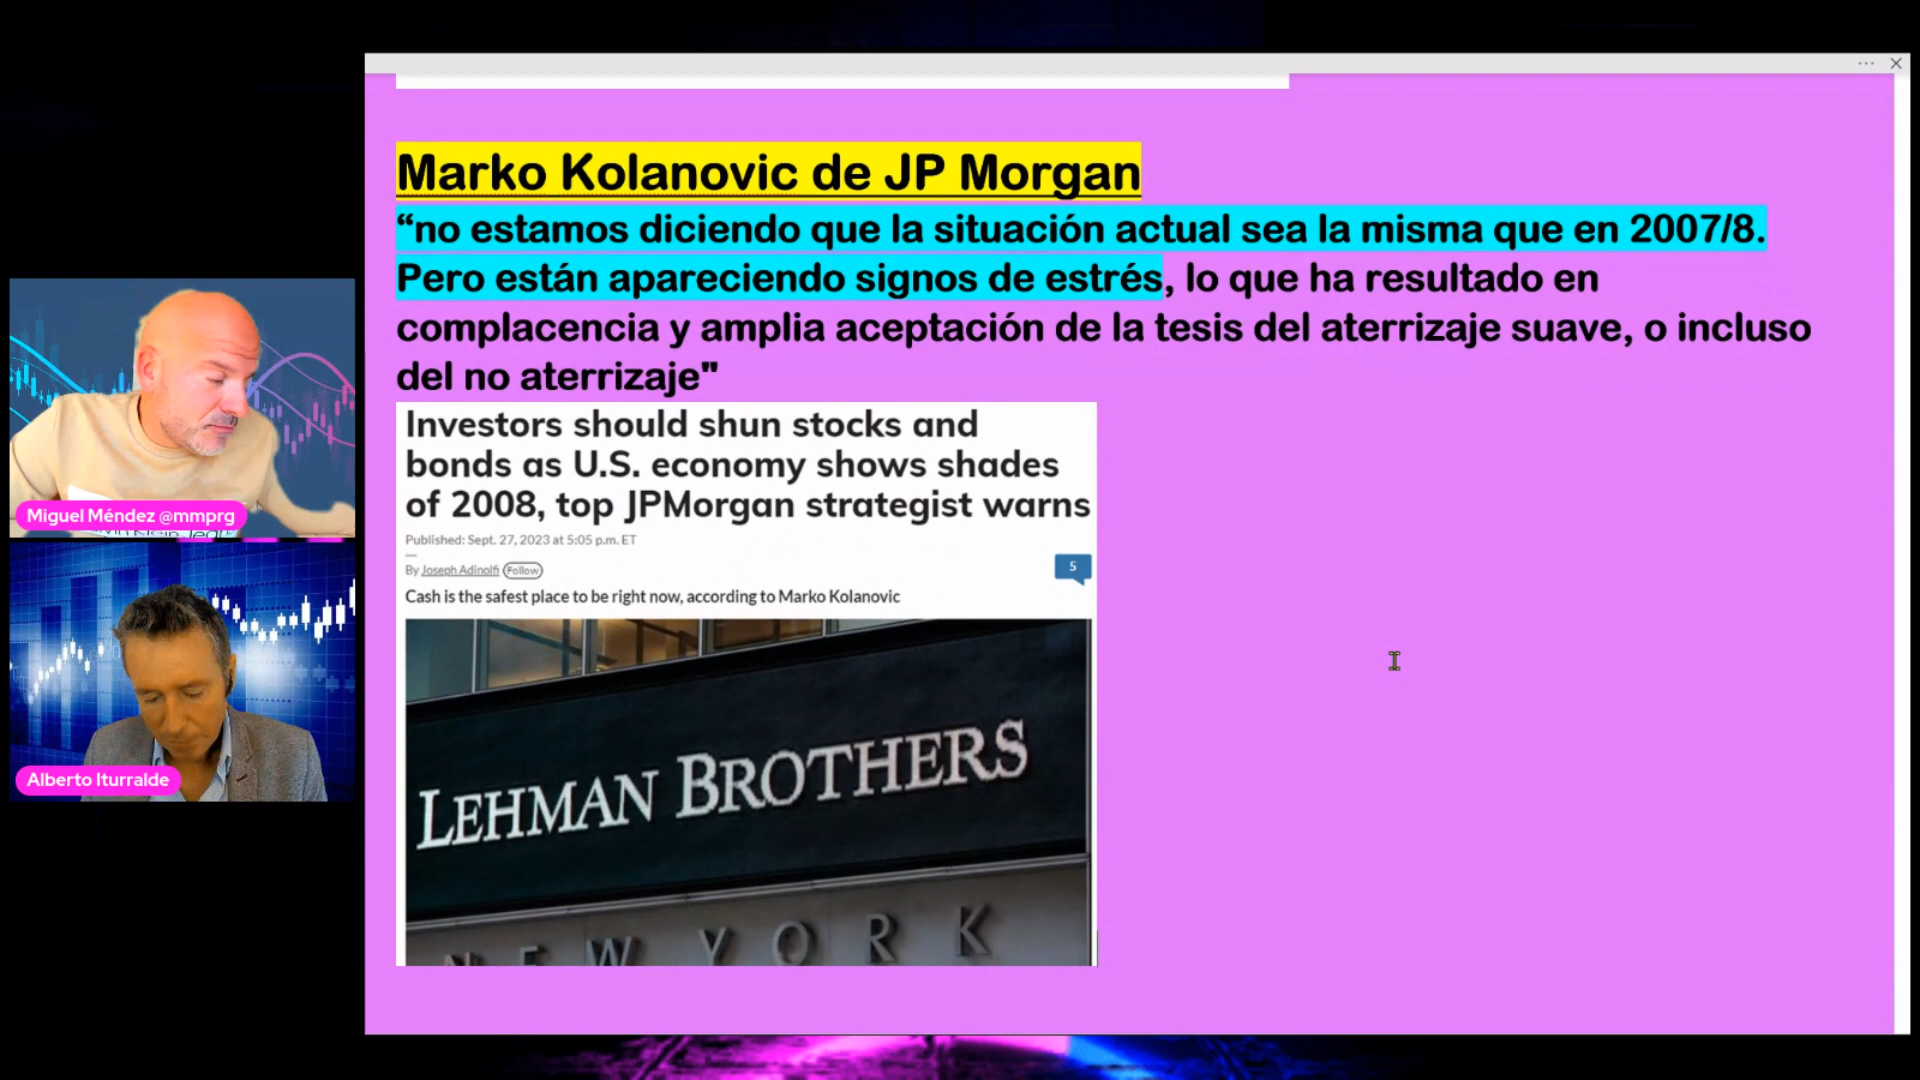 Marko Kolanovic de JP Morgan
“no estamos diciendo que la situación actual sea la misma que en 2007/8.
Pero están apareciendo signos de estrés, lo que ha resultado en
complacencia y amplia aceptación de la tesis del aterrizaje suave, o incluso
del no aterrizaje"
Investors should shun stocks and
bonds as U.S. economy shows shades
of 2008, top JPMorgan strategist warns
Published: Sept. 27, 2023 at 5:05 p.m. ET
By Joseph Adinolfi Follow
5
Cash is the safest place to be right now, according to Marko Kolanovic
LEHMAN BROTHERS
NEW YORK
Miguel Méndez @mmprg
Alberto Iturralde